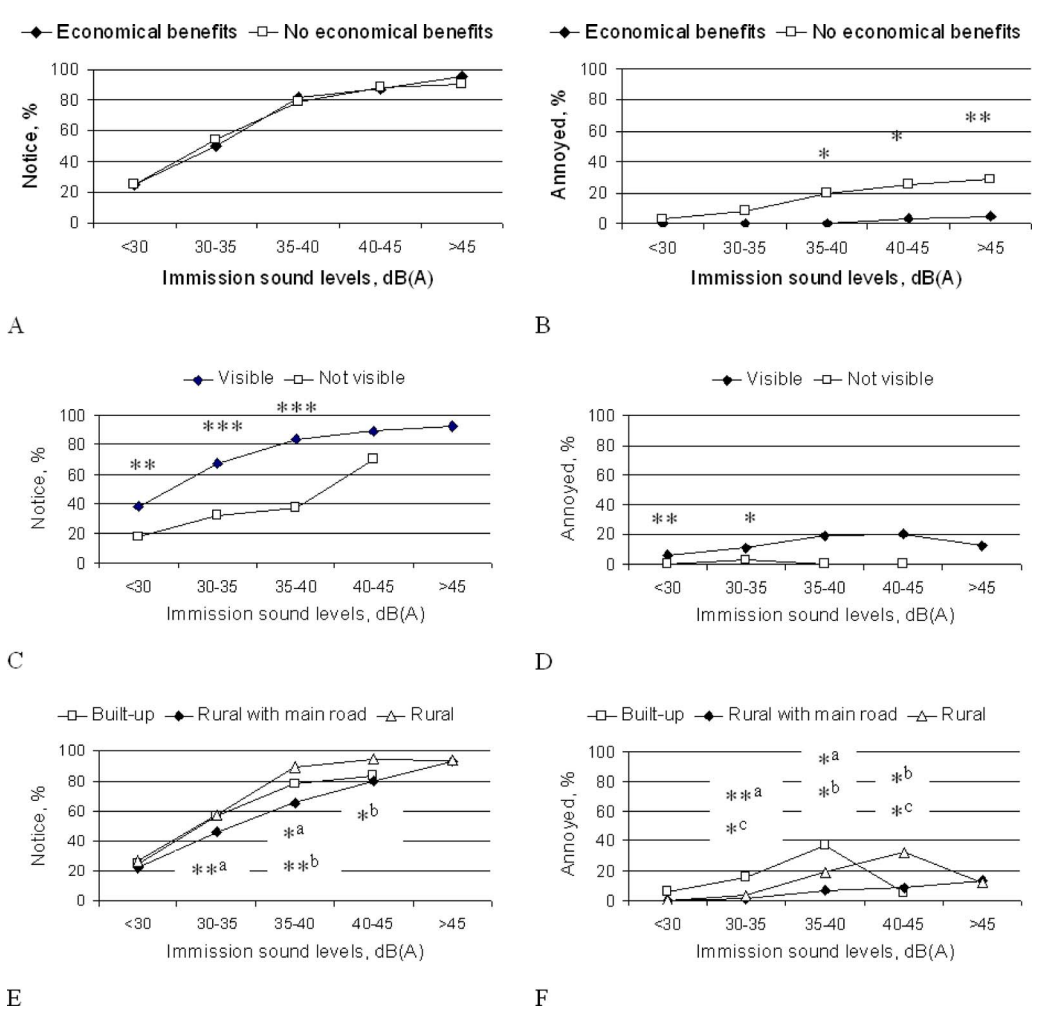 Economical benefits No economical benefits
Notice, %
100
80
60
40
20
0
<30 30-35 35-40 40-45 >45
Immission sound levels, dB(A)
A
Economical benefits No economical benefits
Annoyed, %
100
80
60
40
20
0
* * **
<30 30-35 35-40 40-45 >45
Immission sound levels, dB(A)
B
Visible Not visible
Notice, %
100
80
60
40
20
0
** *** ***
<30 30-35 35-40 40-45 >45
Immission sound levels, dB(A)
C
Visible Not visible
Annoyed, %
100
80
60
40
20
0
** *
<30 30-35 35-40 40-45 >45
Immission sound levels, dB(A)
D
Built-up Rural with main road Rural
Notice, %
100
80
60
40
20
0
*b
*a
**a **b
<30 30-35 35-40 40-45 >45
Immission sound levels, dB(A)
E
Built-up Rural with main road Rural
Annoyed, %
100
80
60
40
20
0
*a
*b
**a *b
*c *c
<30 30-35 35-40 40-45 >45
Immission sound levels, dB(A)
F